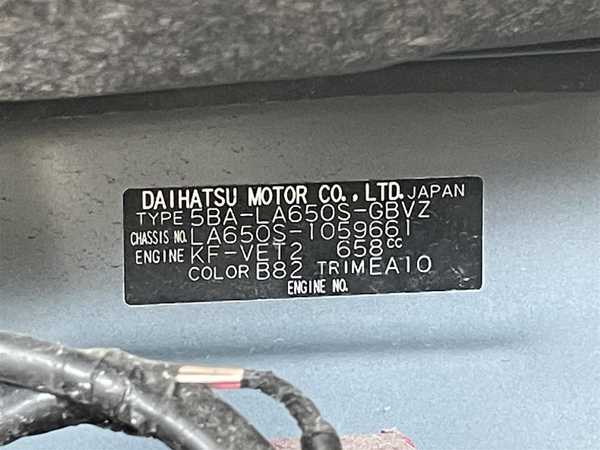 DAIHATSU MOTOR CO., LTD. JAPAN
TYPE 5BA-LA650S-GBVZ
CHASSIS NO. LA650S-1059661
ENGINE KF-VET2 658cc
COLOR B82 TRIM EA10
ENGINE NO.